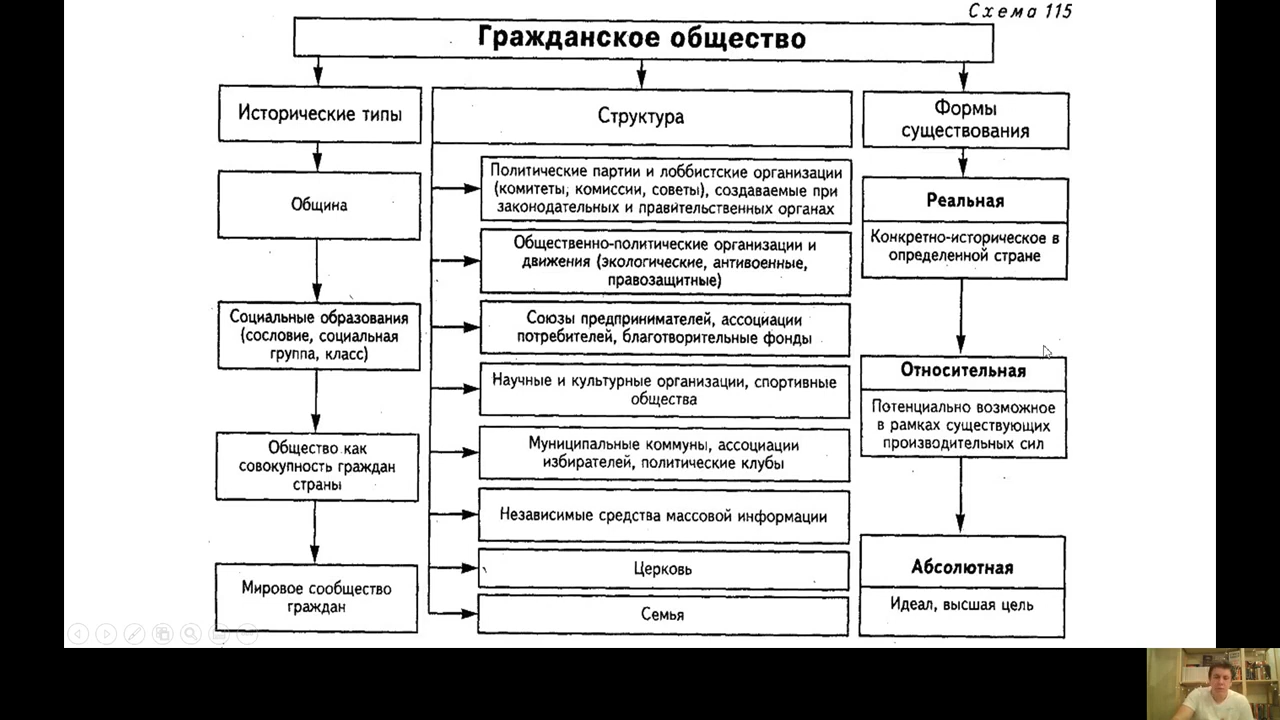 Схема 115
Гражданское общество
Исторические типы
Община
Социальные образования
(сословие, социальная
группа, класс)
Общество как
совокупность граждан
страны
Мировое сообщество
граждан
Структура
Политические партии и лоббистские организации
(комитеты, комиссии, советы), создаваемые при
законодательных и правительственных органах
Общественно-политические организации и
движения (экологические, антивоенные,
правозащитные)
Союзы предпринимателей, ассоциации
потребителей, благотворительные фонды
Научные и культурные организации, спортивные
общества
Муниципальные коммуны, ассоциации
избирателей, политические клубы
Независимые средства массовой информации
Церковь
Семья
Формы
существования
Реальная
Конкретно-историческое в
определенной стране
Относительная
Потенциально возможное
в рамках существующих
производительных сил
Абсолютная
Идеал, высшая цель